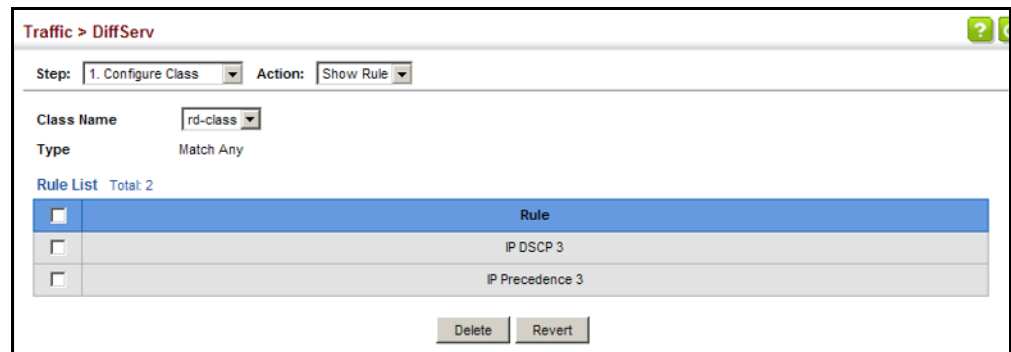 Traffic > DiffServ
?
Step: 1. Configure Class Action: Show Rule
Class Name rd-class
Type Match Any
Rule List Total: 2
Rule
IP DSCP 3
IP Precedence 3
Delete Revert